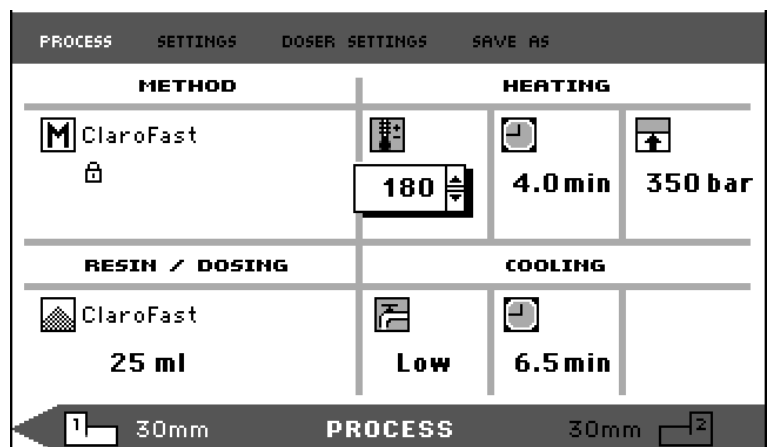 PROCESS SETTINGS DOSER SETTINGS SAVE AS
METHOD HEATING
M ClaroFast
180 4.0 min 350 bar
RESIN / DOSING COOLING
ClaroFast
25 ml Low 6.5 min
1 30mm PROCESS 30mm 2